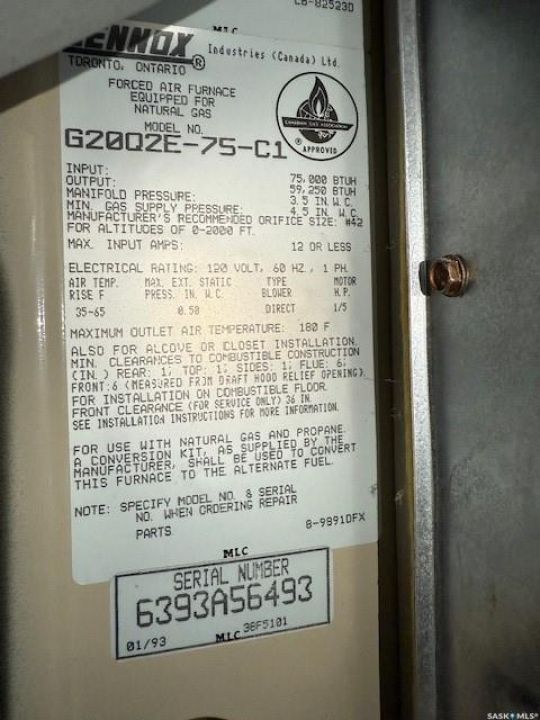 LB-82523D
MLC
LENNOX ® Industries (Canada) Ltd.
TORONTO, ONTARIO
FORCED AIR FURNACE
EQUIPPED FOR
NATURAL GAS
MODEL NO.
G20Q2E-75-C1
CANADIAN GAS ASSOCIATION
® APPROVED
INPUT: 75,000 BTUH
OUTPUT: 59,250 BTUH
MANIFOLD PRESSURE: 3.5 IN. W.C.
MIN. GAS SUPPLY PRESSURE: 4.5 IN. W.C.
MANUFACTURER'S RECOMMENDED ORIFICE SIZE: #42
FOR ALTITUDES OF 0-2000 FT.
MAX. INPUT AMPS: 12 OR LESS
ELECTRICAL RATING: 120 VOLT, 60 HZ., 1 PH.
AIR TEMP. MAX. EXT. STATIC TYPE MOTOR
RISE F PRESS. IN. W.C. BLOWER H.P.
35-65 0.50 DIRECT 1/5
MAXIMUM OUTLET AIR TEMPERATURE: 180 F
ALSO FOR ALCOVE OR CLOSET INSTALLATION.
MIN. CLEARANCES TO COMBUSTIBLE CONSTRUCTION
(IN.) REAR: 1; TOP: 1; SIDES: 1; FLUE: 6;
FRONT:6 (MEASURED FROM DRAFT HOOD RELIEF OPENING).
FOR INSTALLATION ON COMBUSTIBLE FLOOR.
FRONT CLEARANCE (FOR SERVICE ONLY) 36 IN.
SEE INSTALLATION INSTRUCTIONS FOR MORE INFORMATION.
FOR USE WITH NATURAL GAS AND PROPANE.
A CONVERSION KIT, AS SUPPLIED BY THE
MANUFACTURER, SHALL BE USED TO CONVERT
THIS FURNACE TO THE ALTERNATE FUEL.
NOTE: SPECIFY MODEL NO. & SERIAL
NO. WHEN ORDERING REPAIR
PARTS
8-98910FX
MLC
SERIAL NUMBER
6393A56493
01/93 MLC 38F5101
SASK MLS®